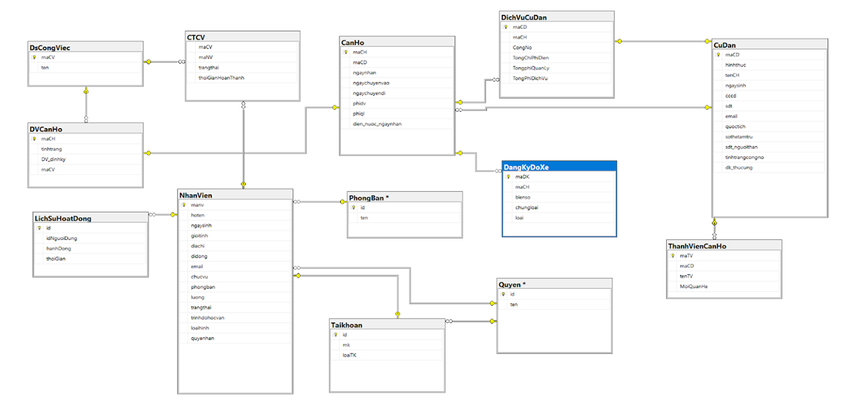 DsCongViec
maCV
ten
CTCV
maCV
maNV
trangthai
thoiGianHoanThanh
CanHo
maCH
maCD
ngaynhan
ngaychuyenvao
ngaychuyendi
phidv
phiql
dien_nuoc_ngaynhan
DichVuCuDan
maCD
maCH
CongNo
TongChiPhiDien
TongphiQuanLy
TongPhiDichVu
CuDan
maCD
hinhthuc
tenCH
ngaysinh
cccd
sdt
email
quoctich
sothetamtru
sdt_nguoithan
tinhtrangcongno
dk_thucung
DVCanHo
maCH
tinhtrang
DV_dinhky
maCV
DangKyDoXe
maDK
maCH
bienso
chungloai
loai
NhanVien
manv
hoten
ngaysinh
gioitinh
diachi
didong
email
chucvu
phongban
luong
trangthai
trinhdohocvan
loaihinh
quyenhan
PhongBan *
id
ten
LichSuHoatDong
id
idNguoiDung
hanhDong
thoiGian
ThanhVienCanHo
maTV
maCD
tenTV
MoiQuanHe
Quyen *
id
ten
Taikhoan
id
mk
loaiTK